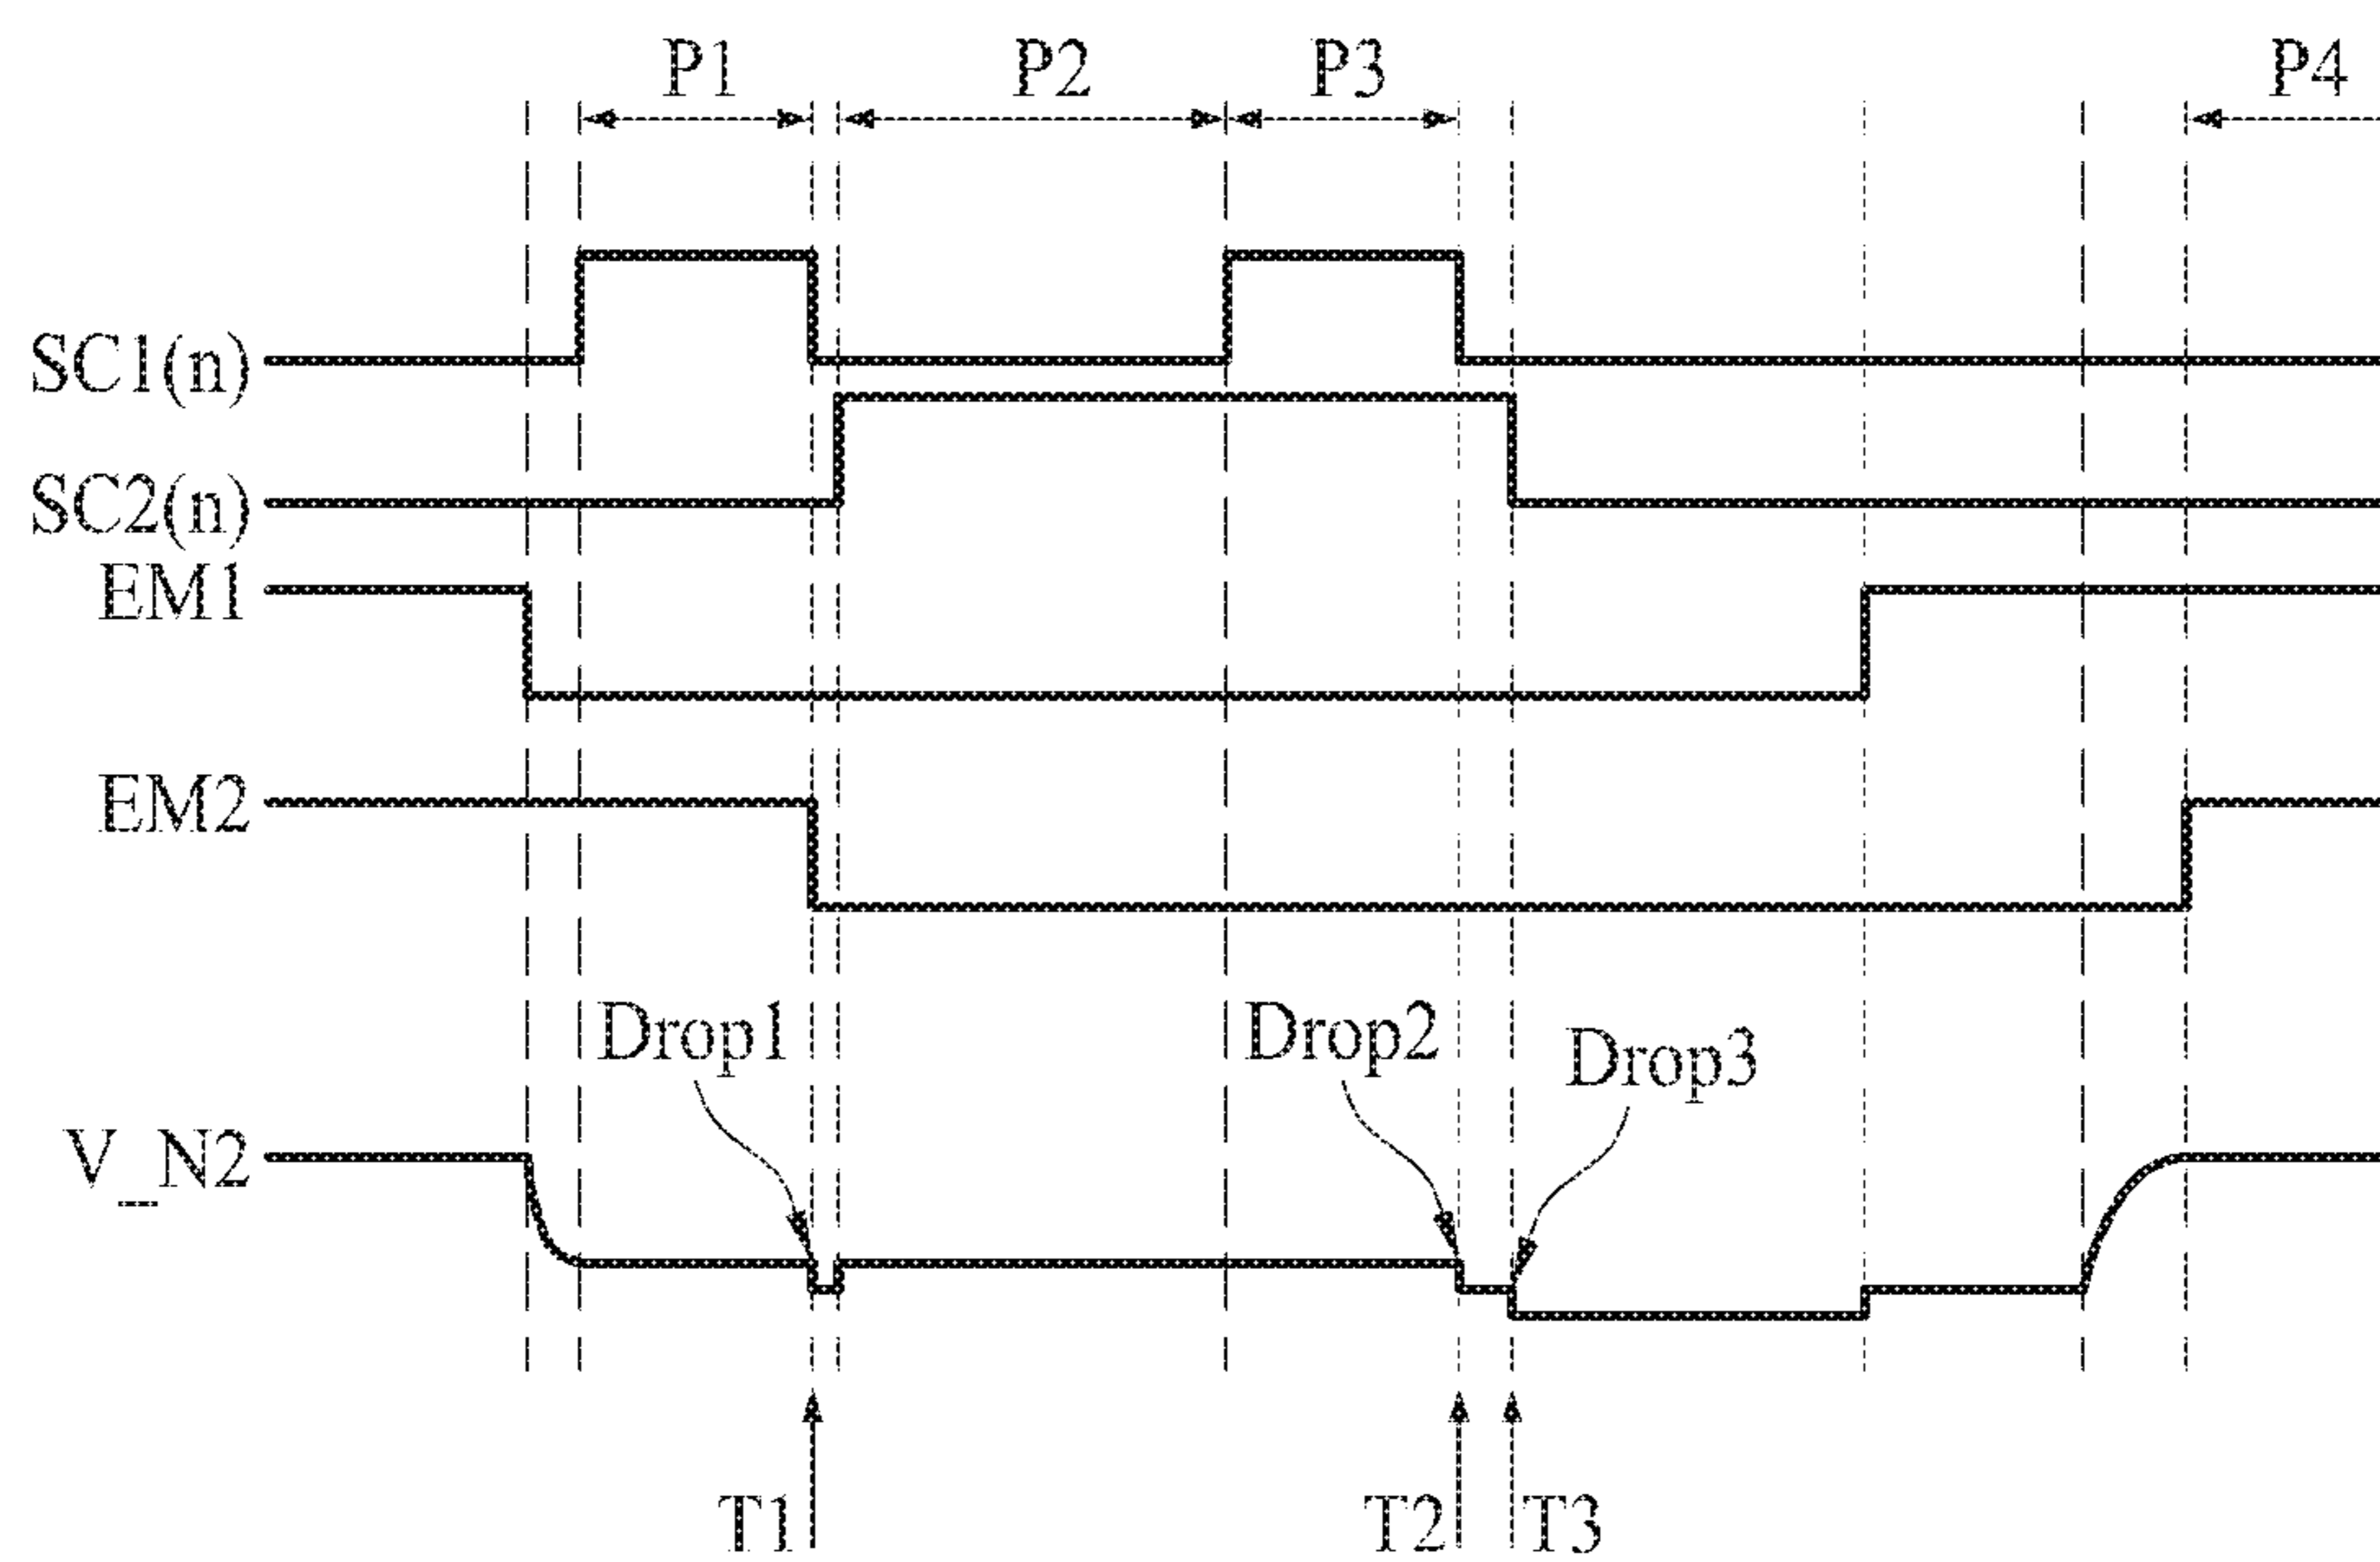 P1 P2 P3 P4
SC1(n)
SC2(n)
EM1
EM2
Drop1 Drop2 Drop3
V_N2
T1 T2 T3